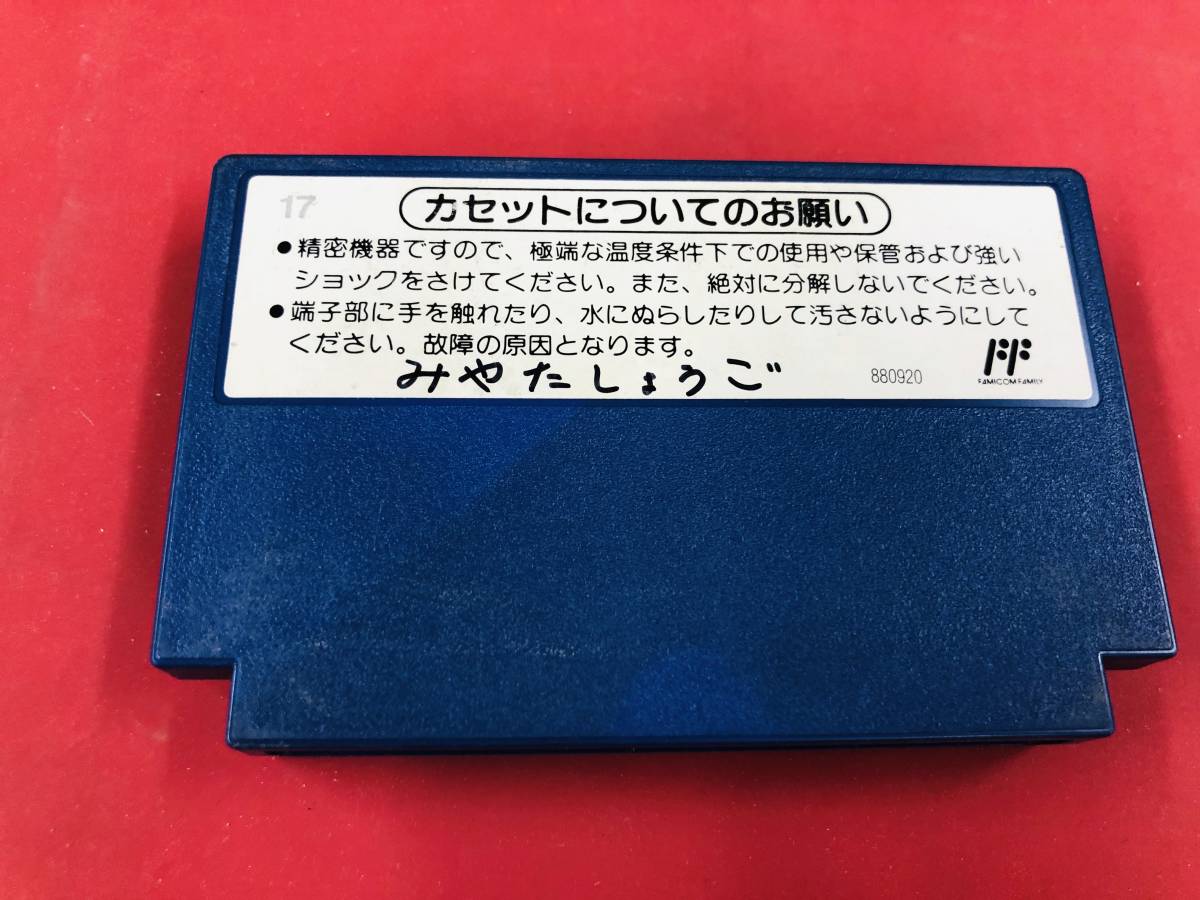 17
カセットについてのお願い
●精密機器ですので、極端な温度条件下での使用や保管および強い
ショックをさけてください。また、絶対に分解しないでください。
●端子部に手を触れたり、水にぬらしたりして汚さないようにして
ください。故障の原因となります。
みやたしょうご
880920
FAMICOM FAMILY